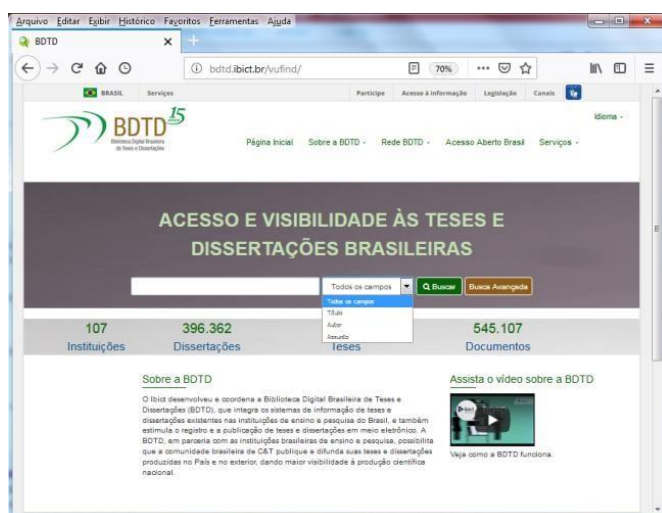 Arquivo Editar Exibir Histórico Favoritos Ferramentas Ajuda
BDTD
bdtd.ibict.br/vufind/
70%
BRASIL Serviços Participe Acesso à informação Legislação Canais
BDTD 15
Biblioteca Digital Brasileira
de Teses e Dissertações
Idioma
Página Inicial Sobre a BDTD Rede BDTD Acesso Aberto Brasil Serviços
ACESSO E VISIBILIDADE ÀS TESES E
DISSERTAÇÕES BRASILEIRAS
Todos os campos Buscar Busca Avançada
Todos os campos
Título
Autor
Assunto
107 396.362 545.107
Instituições Dissertações Teses Documentos
Sobre a BDTD
O Ibict desenvolveu e coordena a Biblioteca Digital Brasileira de Teses e
Dissertações (BDTD), que integra os sistemas de informação de teses e
dissertações existentes nas instituições de ensino e pesquisa do Brasil, e também
estimula o registro e a publicação de teses e dissertações em meio eletrônico. A
BDTD, em parceria com as instituições brasileiras de ensino e pesquisa, possibilita
que a comunidade brasileira de C&T publique e difunda suas teses e dissertações
produzidas no País e no exterior, dando maior visibilidade à produção científica
nacional.
Assista o vídeo sobre a BDTD
Veja como a BDTD funciona.